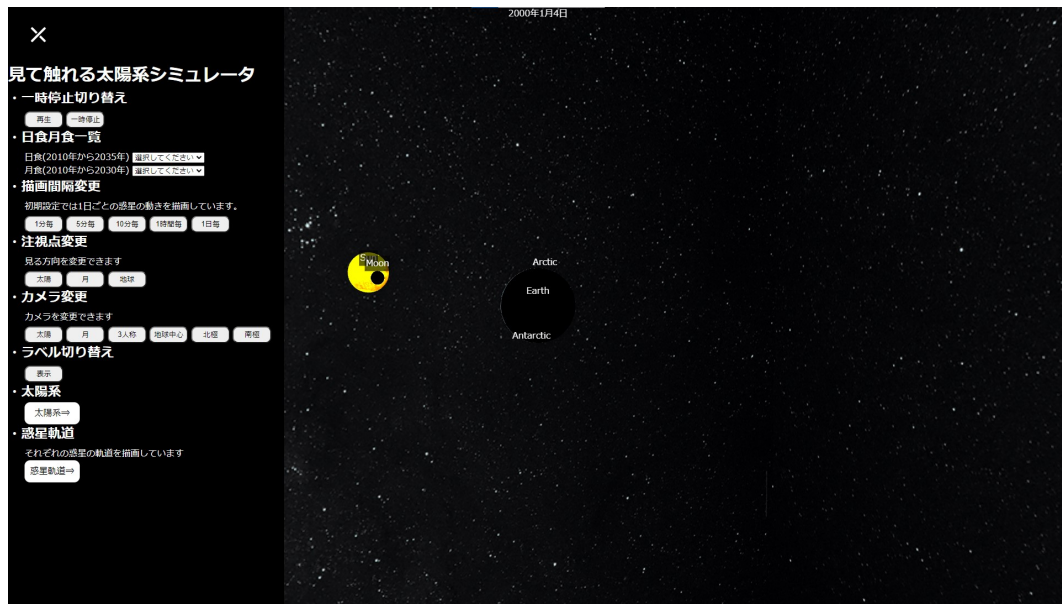 2000年1月4日
見て触れる太陽系シミュレータ
・一時停止切り替え
再生 一時停止
・日食月食一覧
日食(2010年から2035年) 選択してください
月食(2010年から2030年) 選択してください
・描画間隔変更
初期設定では1日ごとの惑星の動きを描画しています。
1分毎 5分毎 10分毎 1時間毎 1日毎
・注視点変更
見る方向を変更できます
太陽 月 地球
・カメラ変更
カメラを変更できます
太陽 月 3人称 地球中心 北極 南極
・ラベル切り替え
表示
・太陽系
太陽系⇒
・惑星軌道
それぞれの惑星の軌道を描画しています
惑星軌道⇒
Moon
Arctic
Earth
Antarctic